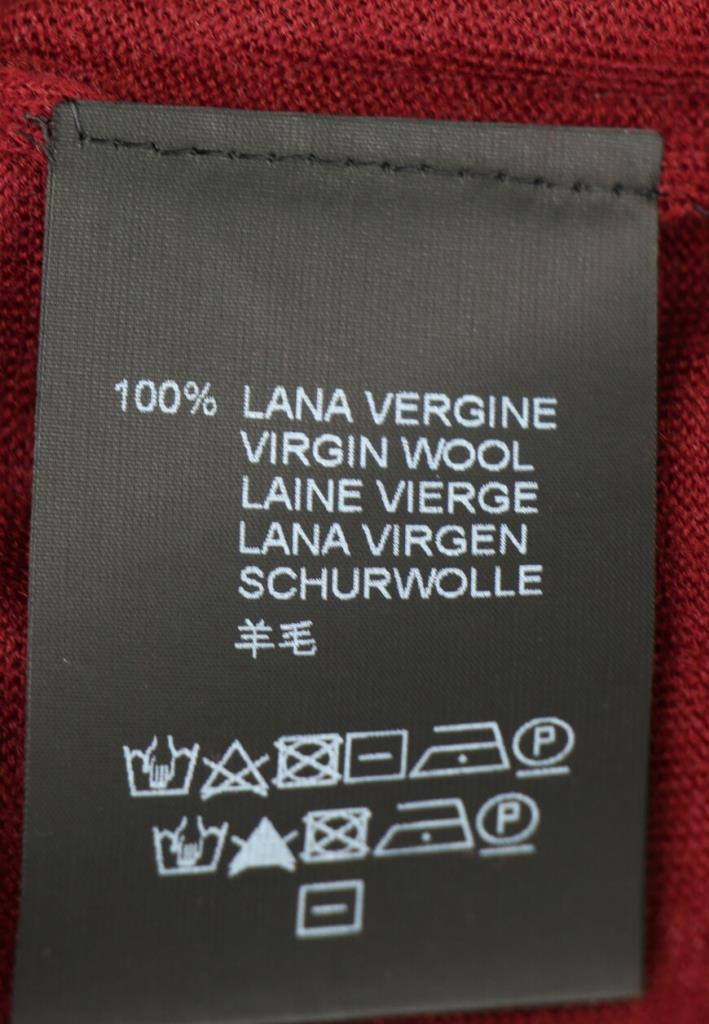 100% LANA VERGINE
VIRGIN WOOL
LAINE VIERGE
LANA VIRGEN
SCHURWOLLE
羊毛
P
P